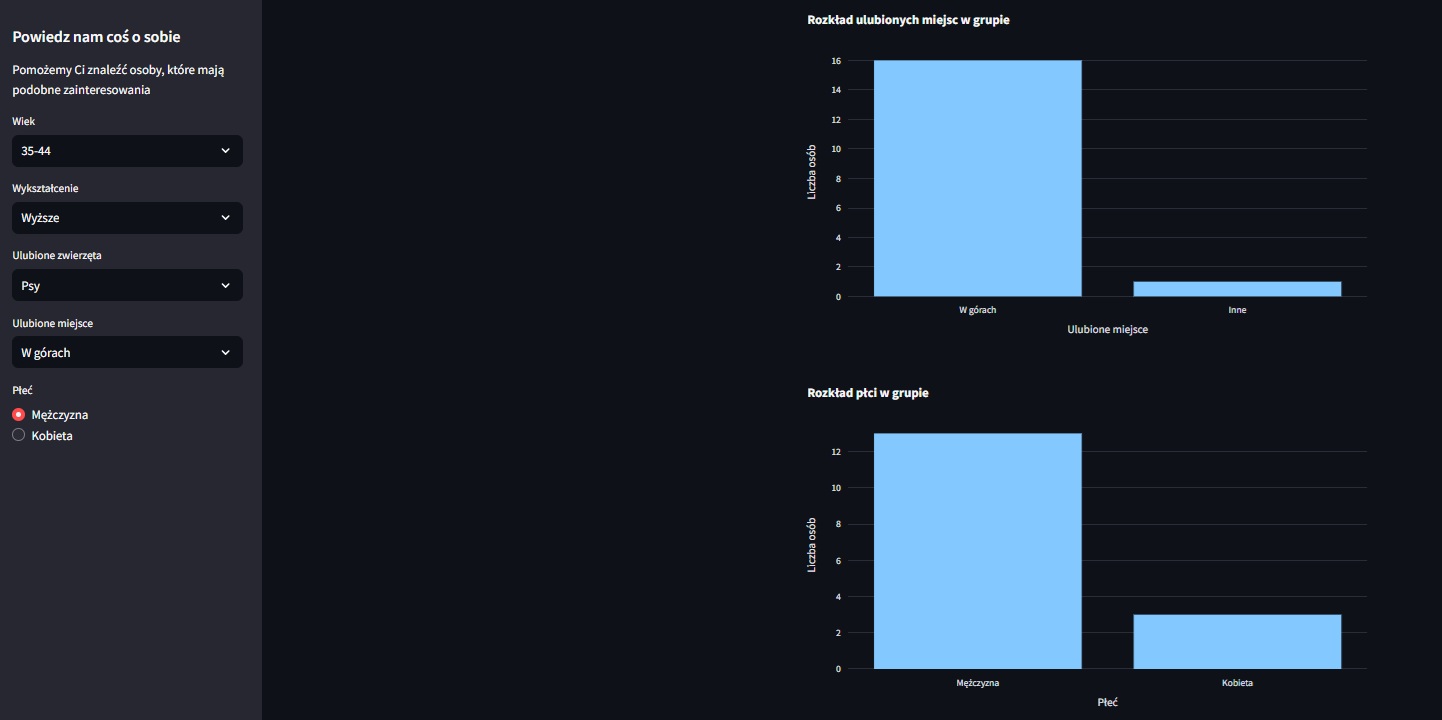 Powiedz nam coś o sobie
Pomożemy Ci znaleźć osoby, które mają
podobne zainteresowania
Wiek
35-44
Wykształcenie
Wyższe
Ulubione zwierzęta
Psy
Ulubione miejsce
W górach
Płeć
Mężczyzna
Kobieta
Rozkład ulubionych miejsc w grupie
Liczba osób
16
14
12
10
8
6
4
2
0
W górach Inne
Ulubione miejsce
Rozkład płci w grupie
Liczba osób
12
10
8
6
4
2
0
Mężczyzna Kobieta
Płeć